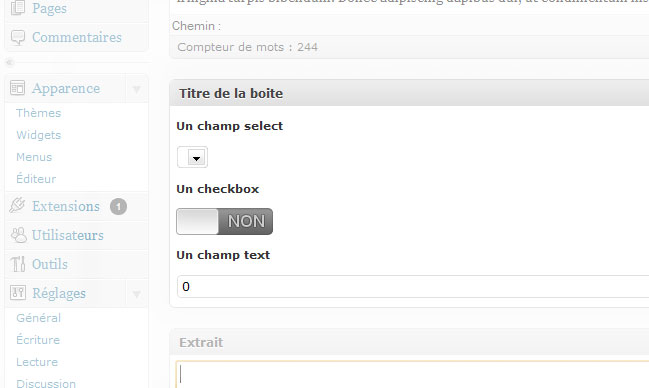 Pages
Commentaires
Apparence
Thèmes
Widgets
Menus
Éditeur
Extensions 1
Utilisateurs
Outils
Réglages
Général
Écriture
Lecture
Discussion
Chemin :
Compteur de mots : 244
Titre de la boite
Un champ select
Un checkbox
NON
Un champ text
0
Extrait